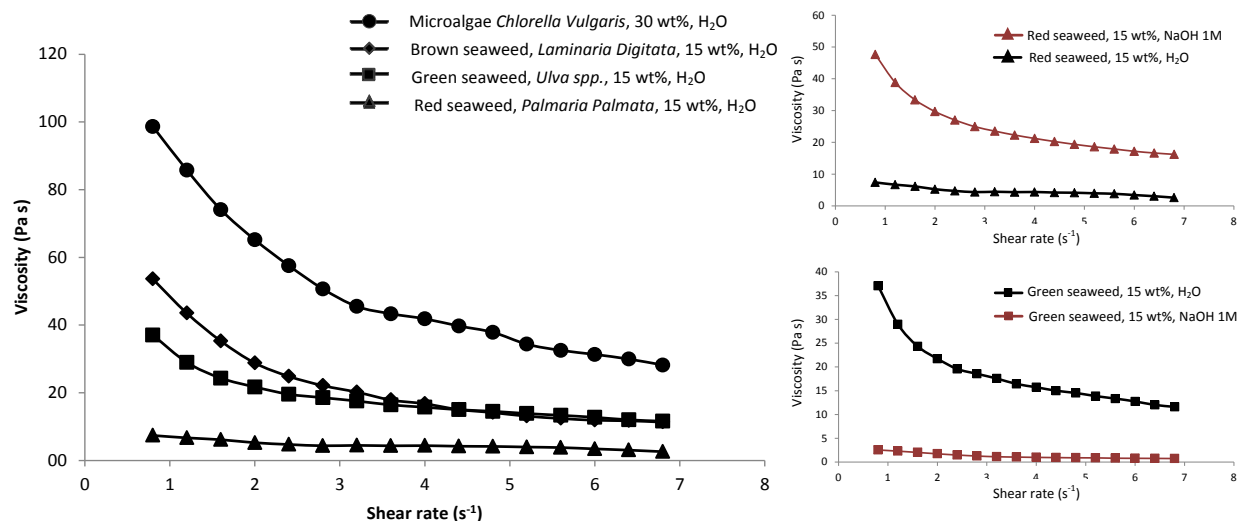 Microalgae Chlorella Vulgaris, 30 wt%, H₂O
Brown seaweed, Laminaria Digitata, 15 wt%, H₂O
Green seaweed, Ulva spp., 15 wt%, H₂O
Red seaweed, Palmaria Palmata, 15 wt%, H₂O
120
100
80
60
40
20
00
Viscosity (Pa s)
0 1 2 3 4 5 6 7 8
Shear rate (s⁻¹)
Red seaweed, 15 wt%, NaOH 1M
Red seaweed, 15 wt%, H₂O
60
50
40
30
20
10
0
Viscosity (Pa s)
0 1 2 3 4 5 6 7 8
Shear rate (s⁻¹)
Green seaweed, 15 wt%, H₂O
Green seaweed, 15 wt%, NaOH 1M
40
35
30
25
20
15
10
5
0
Viscosity (Pa s)
0 1 2 3 4 5 6 7 8
Shear rate (s⁻¹)